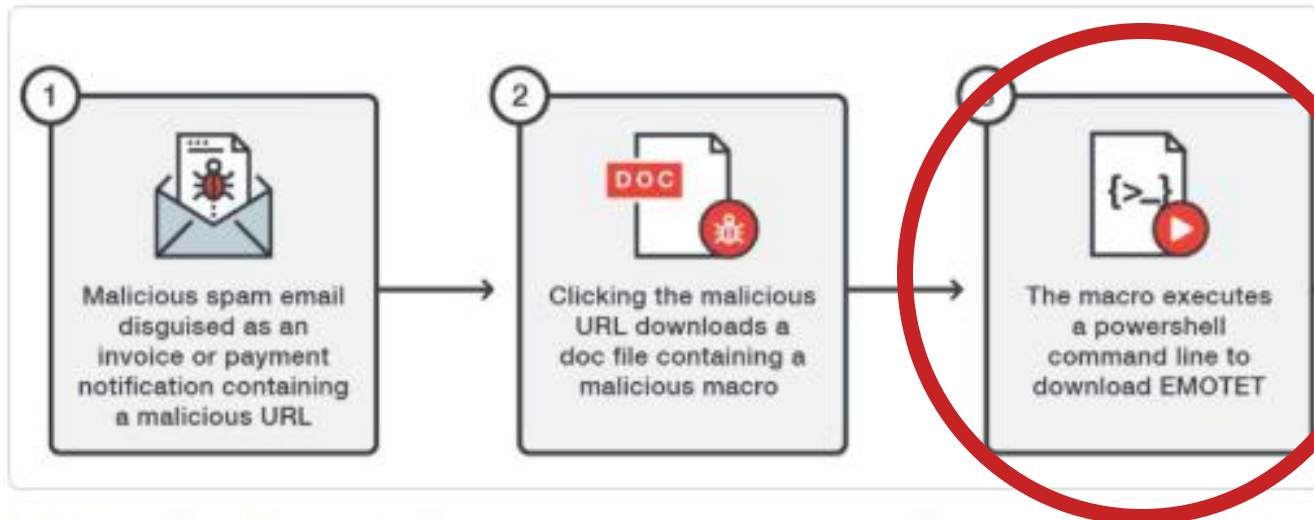 1
Malicious spam email
disguised as an
invoice or payment
notification containing
a malicious URL
2
DOC
Clicking the malicious
URL downloads a
doc file containing a
malicious macro
{>_}
The macro executes
a powershell
command line to
download EMOTET